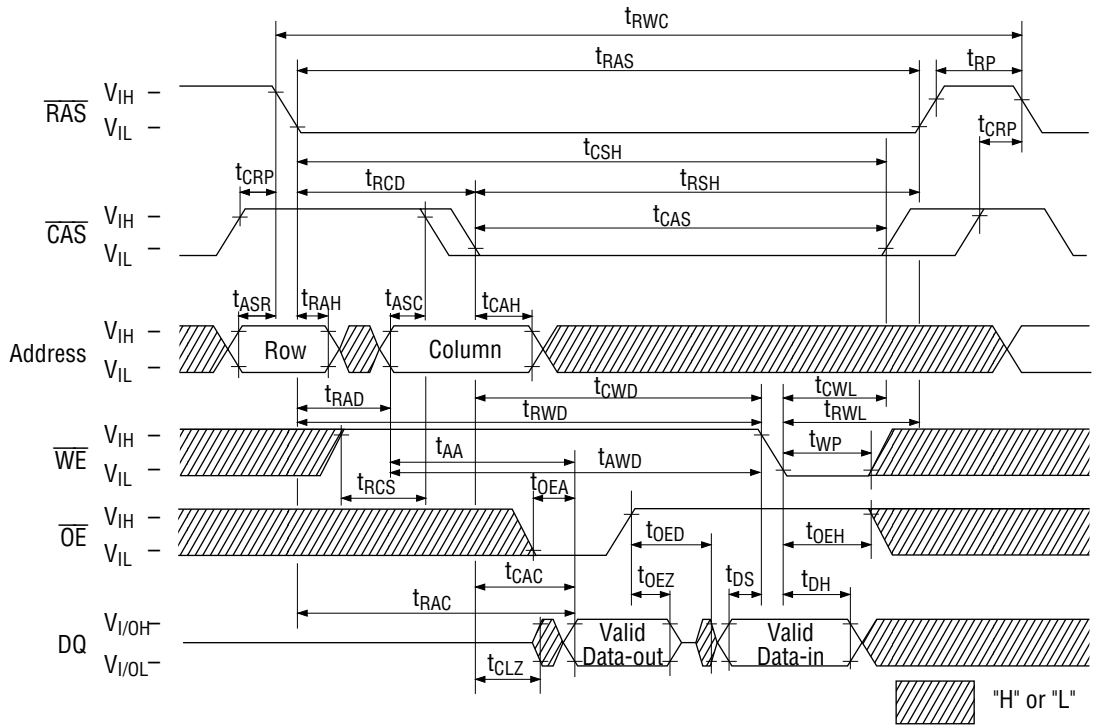 tRWC
tRAS
tRP
RAS
VIH –
VIL –
tCRP
tCSH
tCRP
tRCD
tRSH
CAS
VIH –
VIL –
tCAS
tASR
tRAH
tASC
tCAH
Address
VIH –
VIL –
Row
Column
tRAD
tCWD
tCWL
tRWD
tRWL
WE
VIH –
VIL –
tAA
tAWD
tWP
tRCS
tOEA
OE
VIH –
VIL –
tOED
tOEH
tCAC
tOEZ
tDS
tDH
tRAC
DQ
VI/OH–
VI/OL–
Valid
Data-out
Valid
Data-in
tCLZ
"H" or "L"